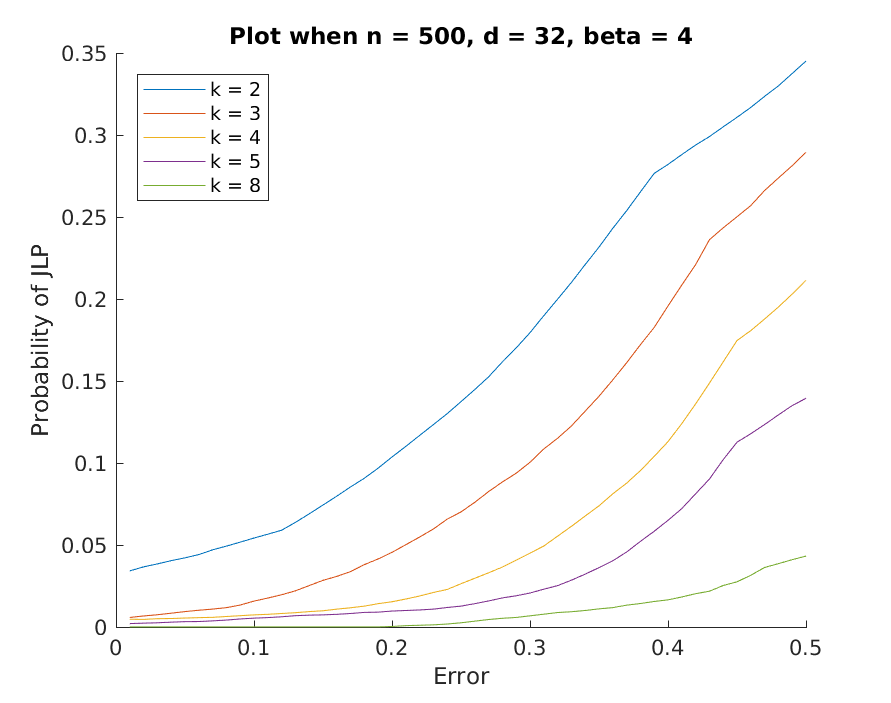 Plot when n = 500, d = 32, beta = 4
0.35
0.3
0.25
0.2
0.15
0.1
0.05
0
Probability of JLP
k = 2
k = 3
k = 4
k = 5
k = 8
0 0.1 0.2 0.3 0.4 0.5
Error